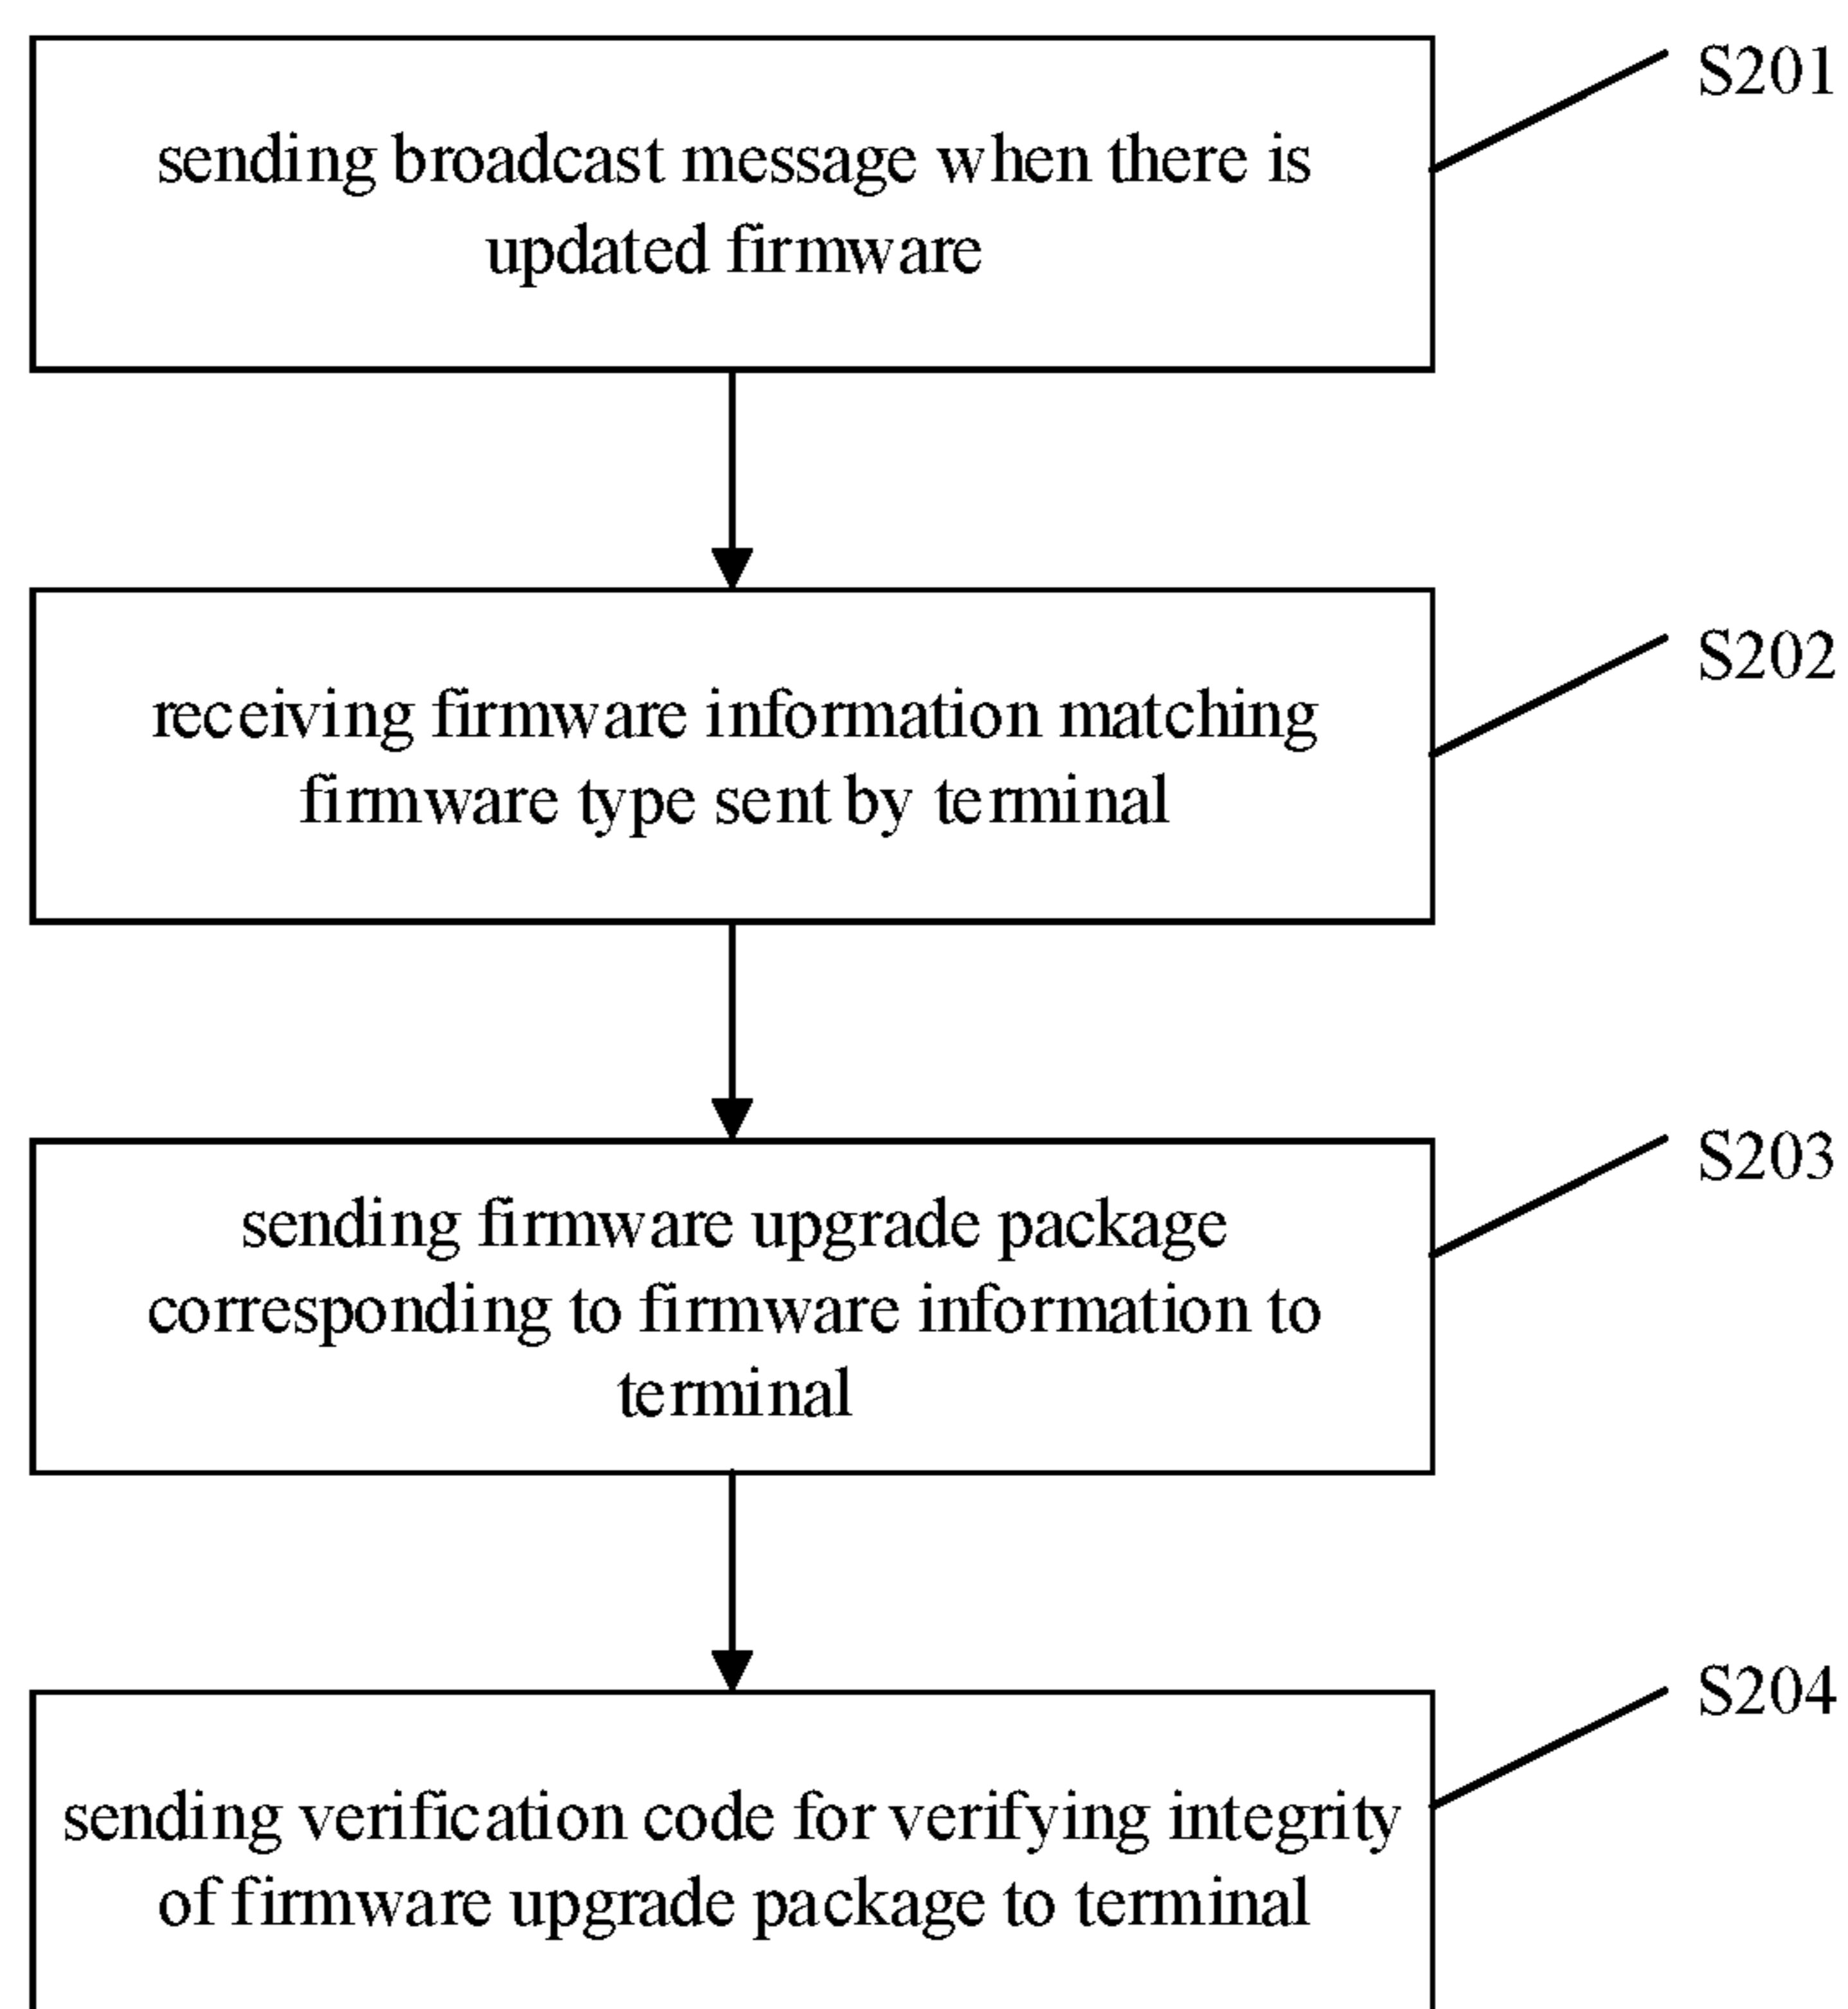 S201
sending broadcast message when there is
updated firmware
S202
receiving firmware information matching
firmware type sent by terminal
S203
sending firmware upgrade package
corresponding to firmware information to
terminal
S204
sending verification code for verifying integrity
of firmware upgrade package to terminal